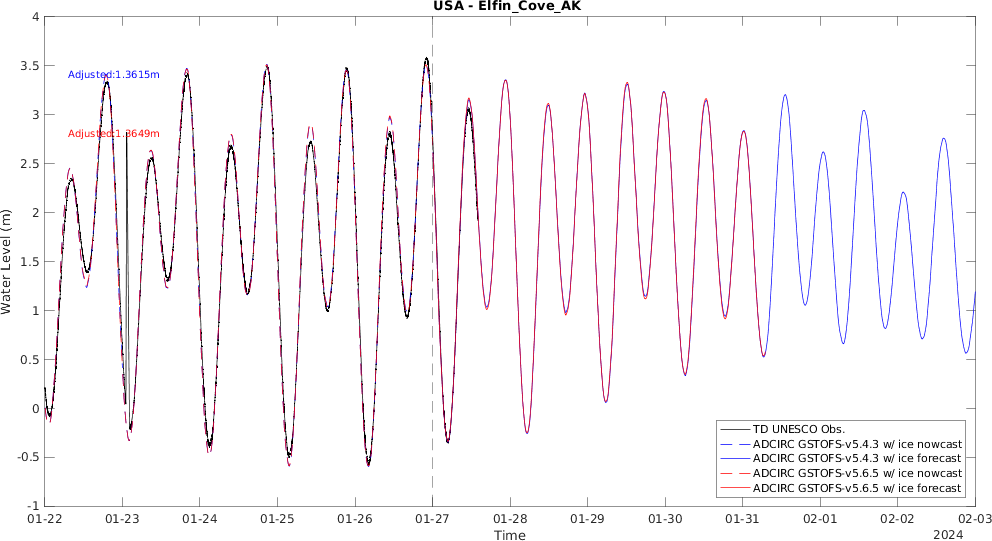 USA - Elfin_Cove_AK
4
3.5
3
2.5
2
1.5
1
0.5
0
-0.5
-1
Water Level (m)
Adjusted:1.3615m
Adjusted:1.3649m
TD UNESCO Obs.
ADCIRC GSTOFS-v5.4.3 w/ ice nowcast
ADCIRC GSTOFS-v5.4.3 w/ ice forecast
ADCIRC GSTOFS-v5.6.5 w/ ice nowcast
ADCIRC GSTOFS-v5.6.5 w/ ice forecast
01-22 01-23 01-24 01-25 01-26 01-27 01-28 01-29 01-30 01-31 02-01 02-02 02-03
Time
2024